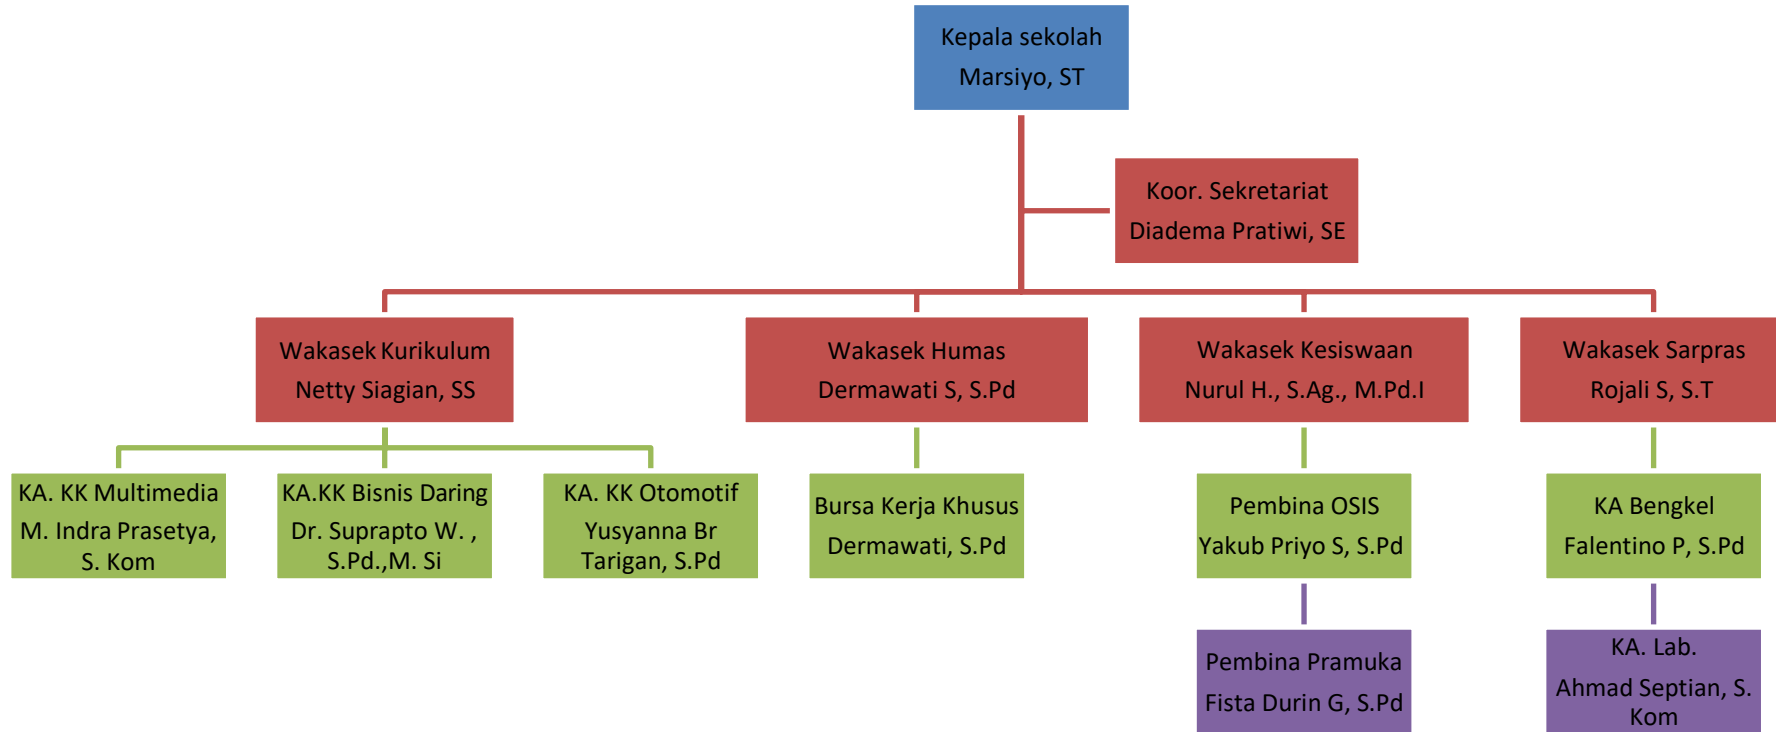 Kepala sekolah
Marsiyo, ST
Koor. Sekretariat
Diadema Pratiwi, SE
Wakasek Kurikulum
Netty Siagian, SS
Wakasek Humas
Dermawati S, S.Pd
Wakasek Kesiswaan
Nurul H., S.Ag., M.Pd.I
Wakasek Sarpras
Rojali S, S.T
KA. KK Multimedia
M. Indra Prasetya,
S. Kom
KA.KK Bisnis Daring
Dr. Suprapto W. ,
S.Pd.,M. Si
KA. KK Otomotif
Yusyanna Br
Tarigan, S.Pd
Bursa Kerja Khusus
Dermawati, S.Pd
Pembina OSIS
Yakub Priyo S, S.Pd
KA Bengkel
Falentino P, S.Pd
Pembina Pramuka
Fista Durin G, S.Pd
KA. Lab.
Ahmad Septian, S.
Kom